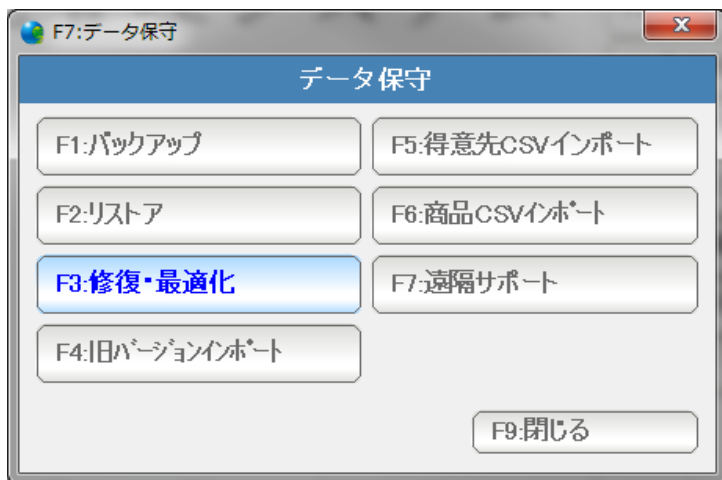 F7:データ保守
データ保守
F1:バックアップ
F2:リストア
F3:修復・最適化
F4:旧ﾊﾞｰｼﾞｮﾝｲﾝﾎﾟｰﾄ
F5:得意先CSVインポート
F6:商品CSVｲﾝﾎﾟｰﾄ
F7:遠隔サポート
F9:閉じる